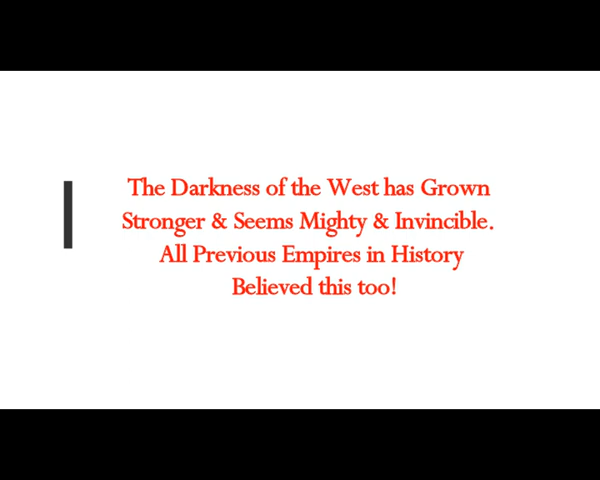 The Darkness of the West has Grown
Stronger & Seems Mighty & Invincible.
All Previous Empires in History
Believed this too!